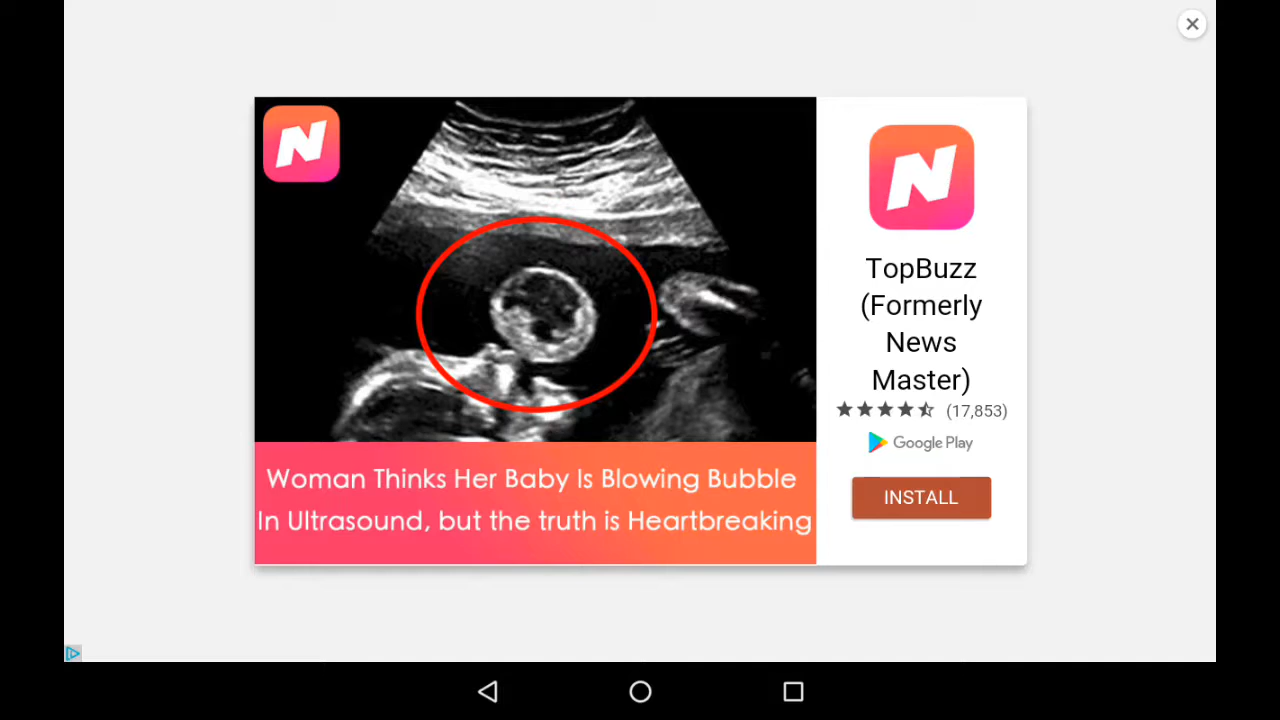 Woman Thinks Her Baby Is Blowing Bubble
In Ultrasound, but the truth is Heartbreaking
TopBuzz
(Formerly
News
Master)
(17,853)
Google Play
INSTALL